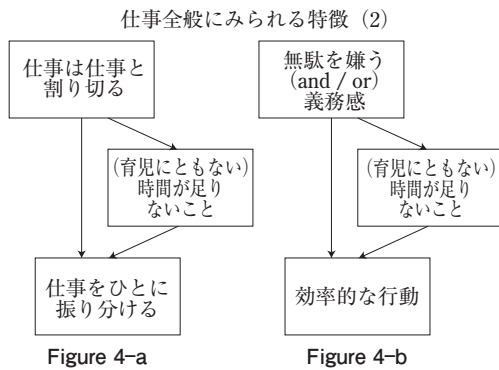 仕事全般にみられる特徴（2）
仕事は仕事と
割り切る
（育児にともない）
時間が足り
ないこと
仕事をひとに
振り分ける
Figure 4–a
無駄を嫌う
(and / or)
義務感
（育児にともない）
時間が足り
ないこと
効率的な行動
Figure 4–b